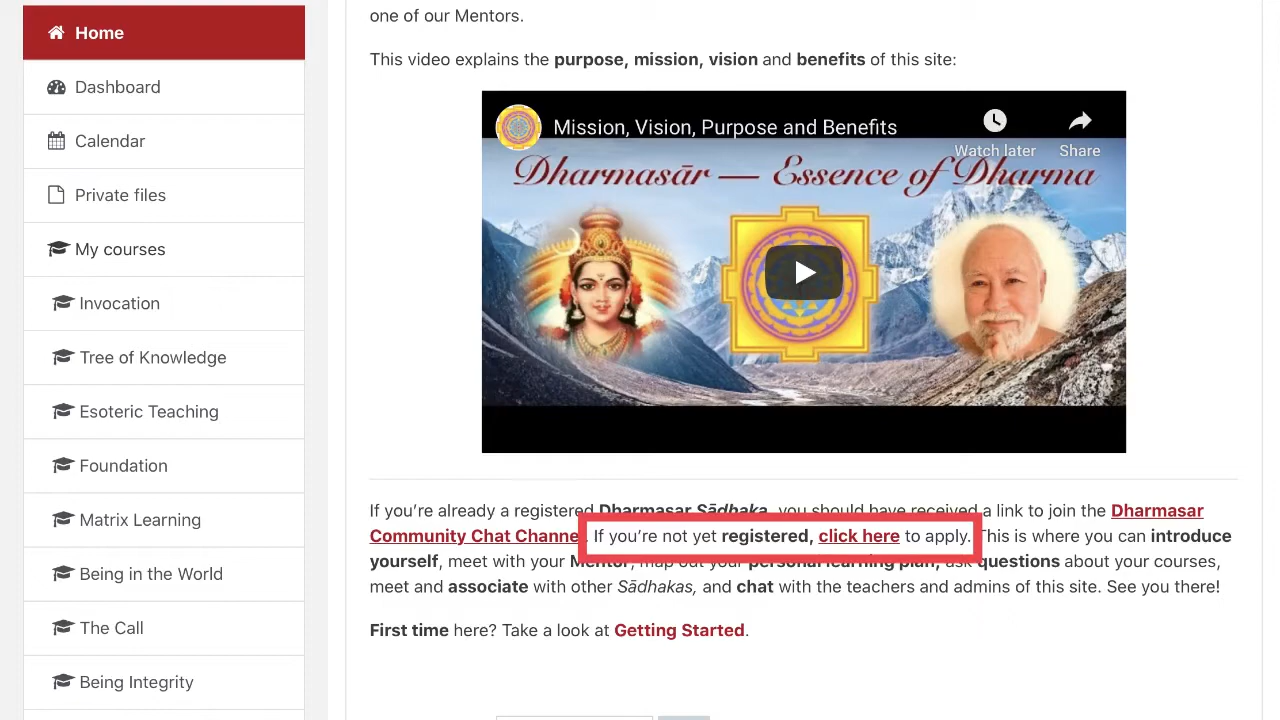 Home
Dashboard
Calendar
Private files
My courses
Invocation
Tree of Knowledge
Esoteric Teaching
Foundation
Matrix Learning
Being in the World
The Call
Being Integrity
one of our Mentors.
This video explains the purpose, mission, vision and benefits of this site:
Mission, Vision, Purpose and Benefits
Watch later
Share
Dharmasār — Essence of Dharma
If you’re already a registered Dharmasar Sādhaka, you should have received a link to join the Dharmasar
Community Chat Channel. If you’re not yet registered, click here to apply. This is where you can introduce
yourself, meet with your Mentor, map out your personal learning plan, ask questions about your courses,
meet and associate with other Sādhakas, and chat with the teachers and admins of this site. See you there!
First time here? Take a look at Getting Started.